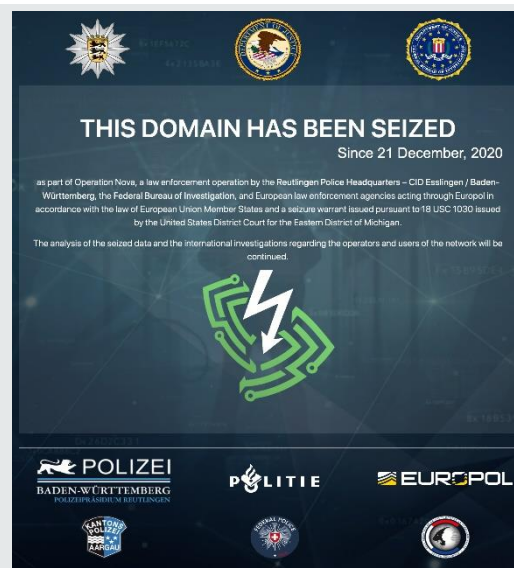 THIS DOMAIN HAS BEEN SEIZED
Since 21 December, 2020
as part of Operation Nova, a law enforcement operation by the Reutlingen Police Headquarters – CID Esslingen / Baden-
Württemberg, the Federal Bureau of Investigation, and European law enforcement agencies acting through Europol in
accordance with the law of European Union Member States and a seizure warrant issued pursuant to 18 USC 1030 issued
by the United States District Court for the Eastern District of Michigan.
The analysis of the seized data and the international investigations regarding the operators and users of the network will be
continued.
POLIZEI
BADEN-WÜRTTEMBERG
POLIZEIPRÄSIDIUM REUTLINGEN
POLITIE
EUROPOL
KANTONS
POLIZEI
AARGAU
FEDERAL POLICE